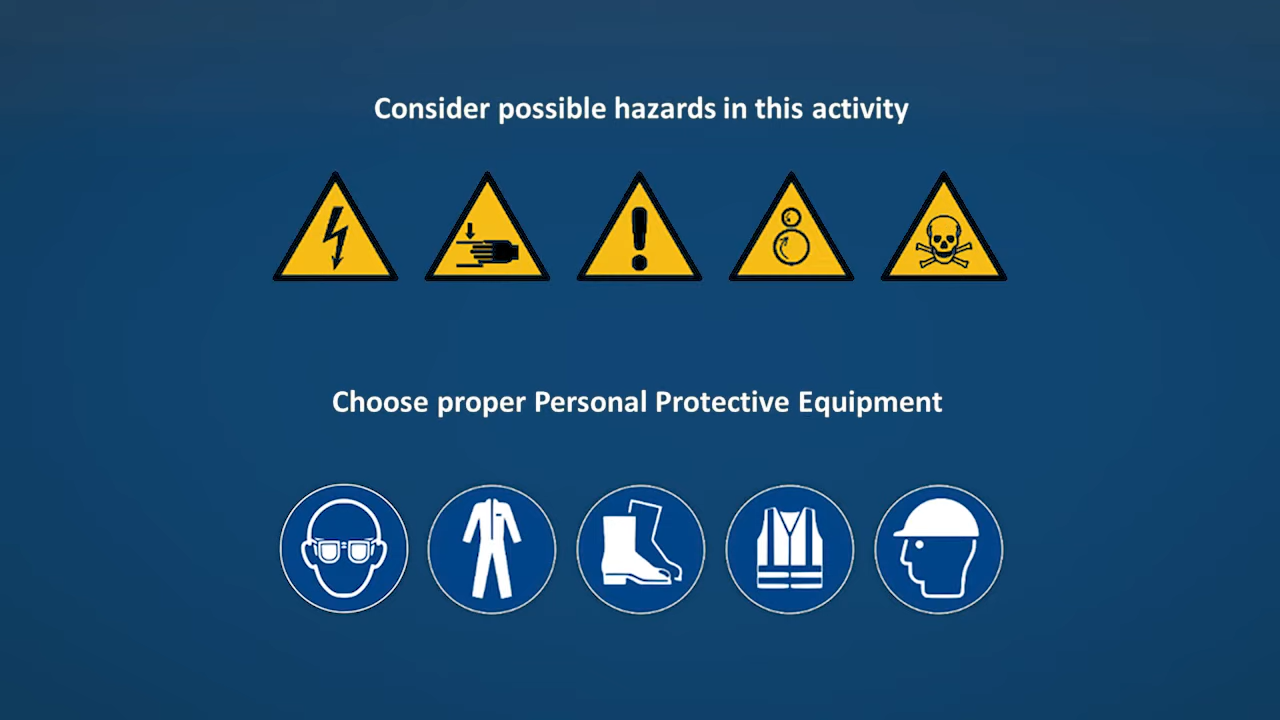 Consider possible hazards in this activity
Choose proper Personal Protective Equipment